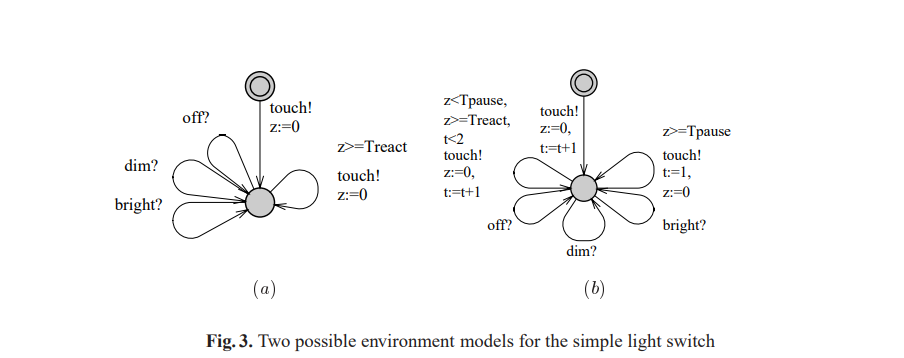 touch!
z:=0
off?
dim?
bright?
z>=Treact
touch!
z:=0
(a)
z<Tpause,
z>=Treact,
t<2
touch!
z:=0,
t:=t+1
touch!
z:=0,
t:=t+1
z>=Tpause
touch!
t:=1,
z:=0
off?
bright?
dim?
(b)
Fig. 3. Two possible environment models for the simple light switch